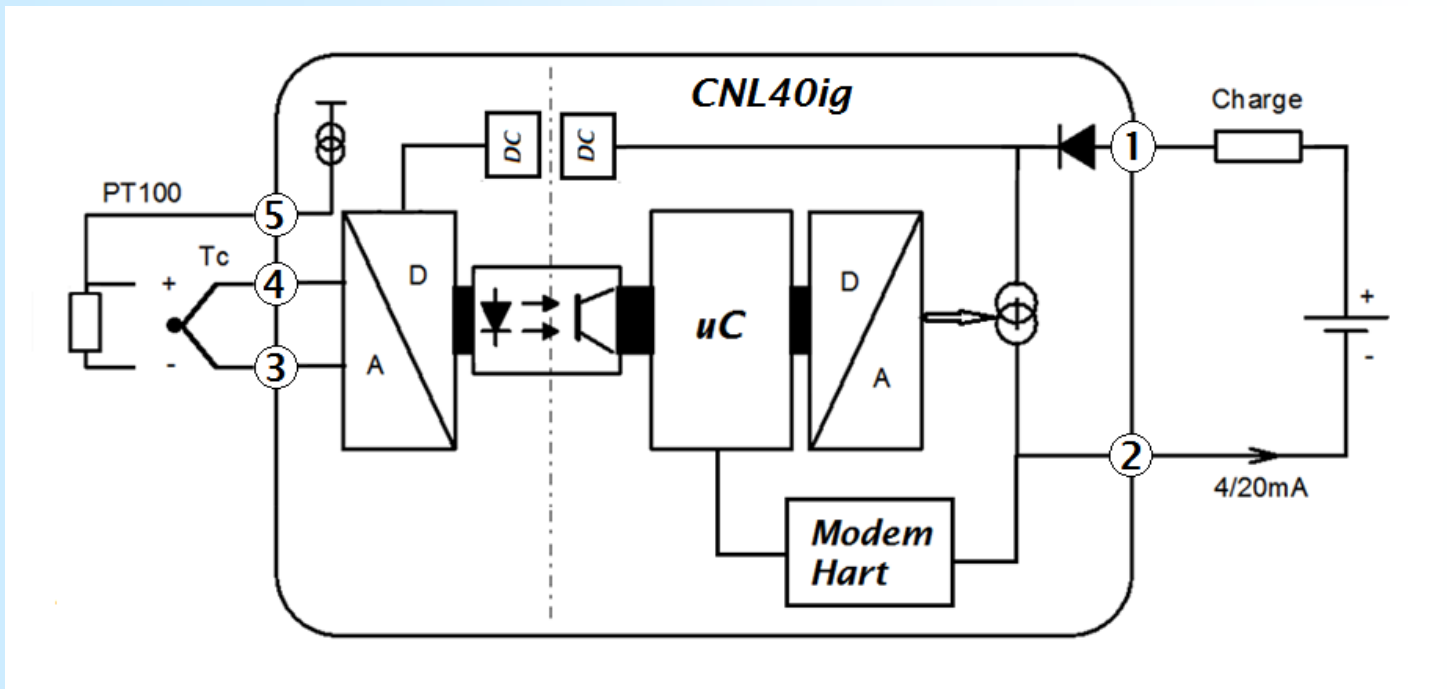 CNL40ig
Charge
DC
DC
1
PT100
5
Tc
D
D
+
4
+
uC
-
3
A
A
-
2
4/20mA
Modem
Hart